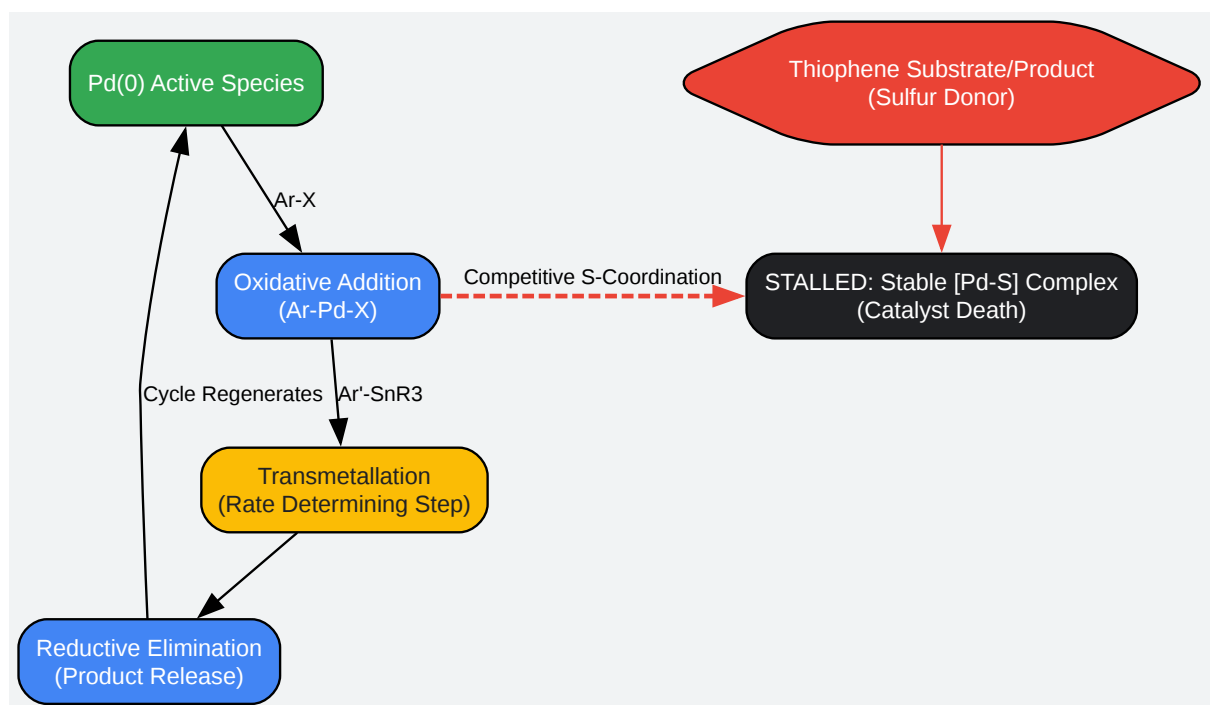 Pd(0) Active Species
Thiophene Substrate/Product
(Sulfur Donor)
Ar-X
Oxidative Addition
(Ar-Pd-X)
Competitive S-Coordination
STALLED: Stable [Pd-S] Complex
(Catalyst Death)
Cycle Regenerates
Ar'-SnR3
Transmetallation
(Rate Determining Step)
Reductive Elimination
(Product Release)